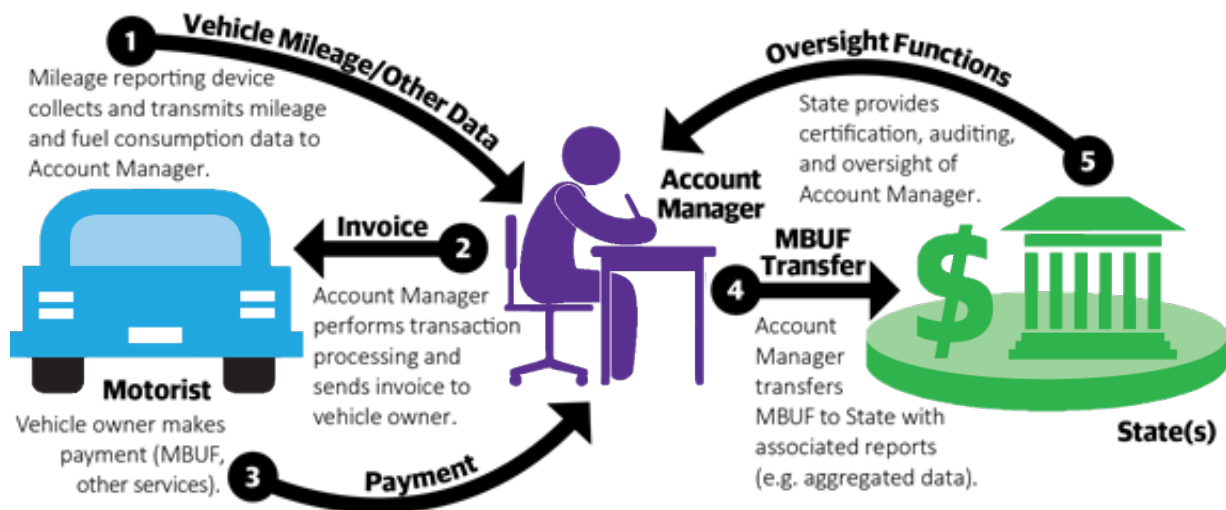 1
Vehicle Mileage/Other Data
Mileage reporting device
collects and transmits mileage
and fuel consumption data to
Account Manager.
Invoice
2
Account Manager
performs transaction
processing and
sends invoice to
vehicle owner.
Motorist
Vehicle owner makes
payment (MBUF,
other services).
3
Payment
Account
Manager
MBUF
Transfer
4
Account
Manager
transfers
MBUF to State with
associated reports
(e.g. aggregated data).
Oversight Functions
State provides
certification, auditing,
and oversight of
Account Manager.
5
$
State(s)